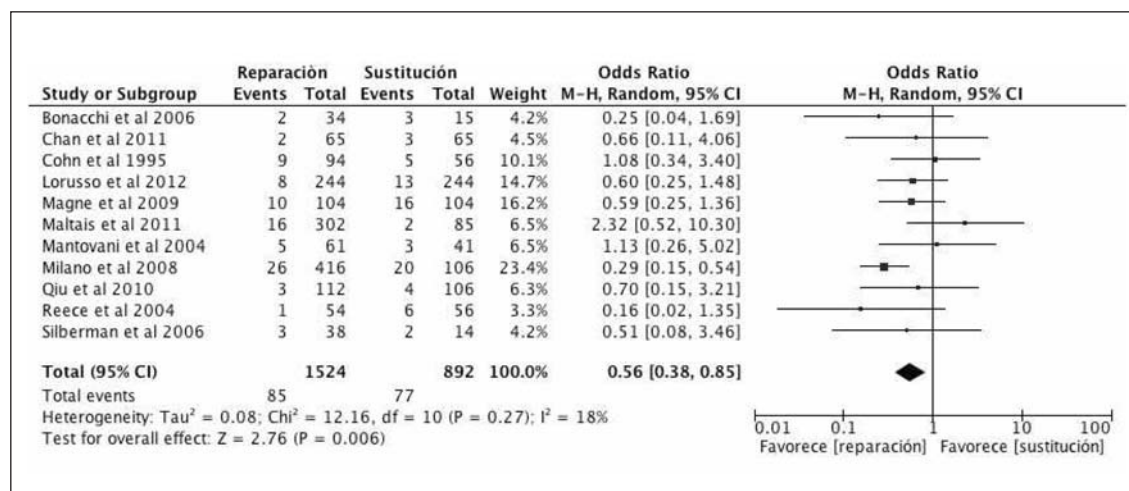 Reparaciòn Sustitución Odds Ratio Odds Ratio
Study or Subgroup Events Total Events Total Weight M-H, Random, 95% CI M-H, Random, 95% CI
Bonacchi et al 2006 2 34 3 15 4.2% 0.25 [0.04, 1.69]
Chan et al 2011 2 65 3 65 4.5% 0.66 [0.11, 4.06]
Cohn et al 1995 9 94 5 56 10.1% 1.08 [0.34, 3.40]
Lorusso et al 2012 8 244 13 244 14.7% 0.60 [0.25, 1.48]
Magne et al 2009 10 104 16 104 16.2% 0.59 [0.25, 1.36]
Maltais et al 2011 16 302 2 85 6.5% 2.32 [0.52, 10.30]
Mantovani et al 2004 5 61 3 41 6.5% 1.13 [0.26, 5.02]
Milano et al 2008 26 416 20 106 23.4% 0.29 [0.15, 0.54]
Qiu et al 2010 3 112 4 106 6.3% 0.70 [0.15, 3.21]
Reece et al 2004 1 54 6 56 3.3% 0.16 [0.02, 1.35]
Silberman et al 2006 3 38 2 14 4.2% 0.51 [0.08, 3.46]
Total (95% CI) 1524 892 100.0% 0.56 [0.38, 0.85]
Total events 85 77
Heterogeneity: Tau² = 0.08; Chi² = 12.16, df = 10 (P = 0.27); I² = 18%
Test for overall effect: Z = 2.76 (P = 0.006)
0.01 0.1 1 10 100
Favorece [reparación] Favorece [sustitución]